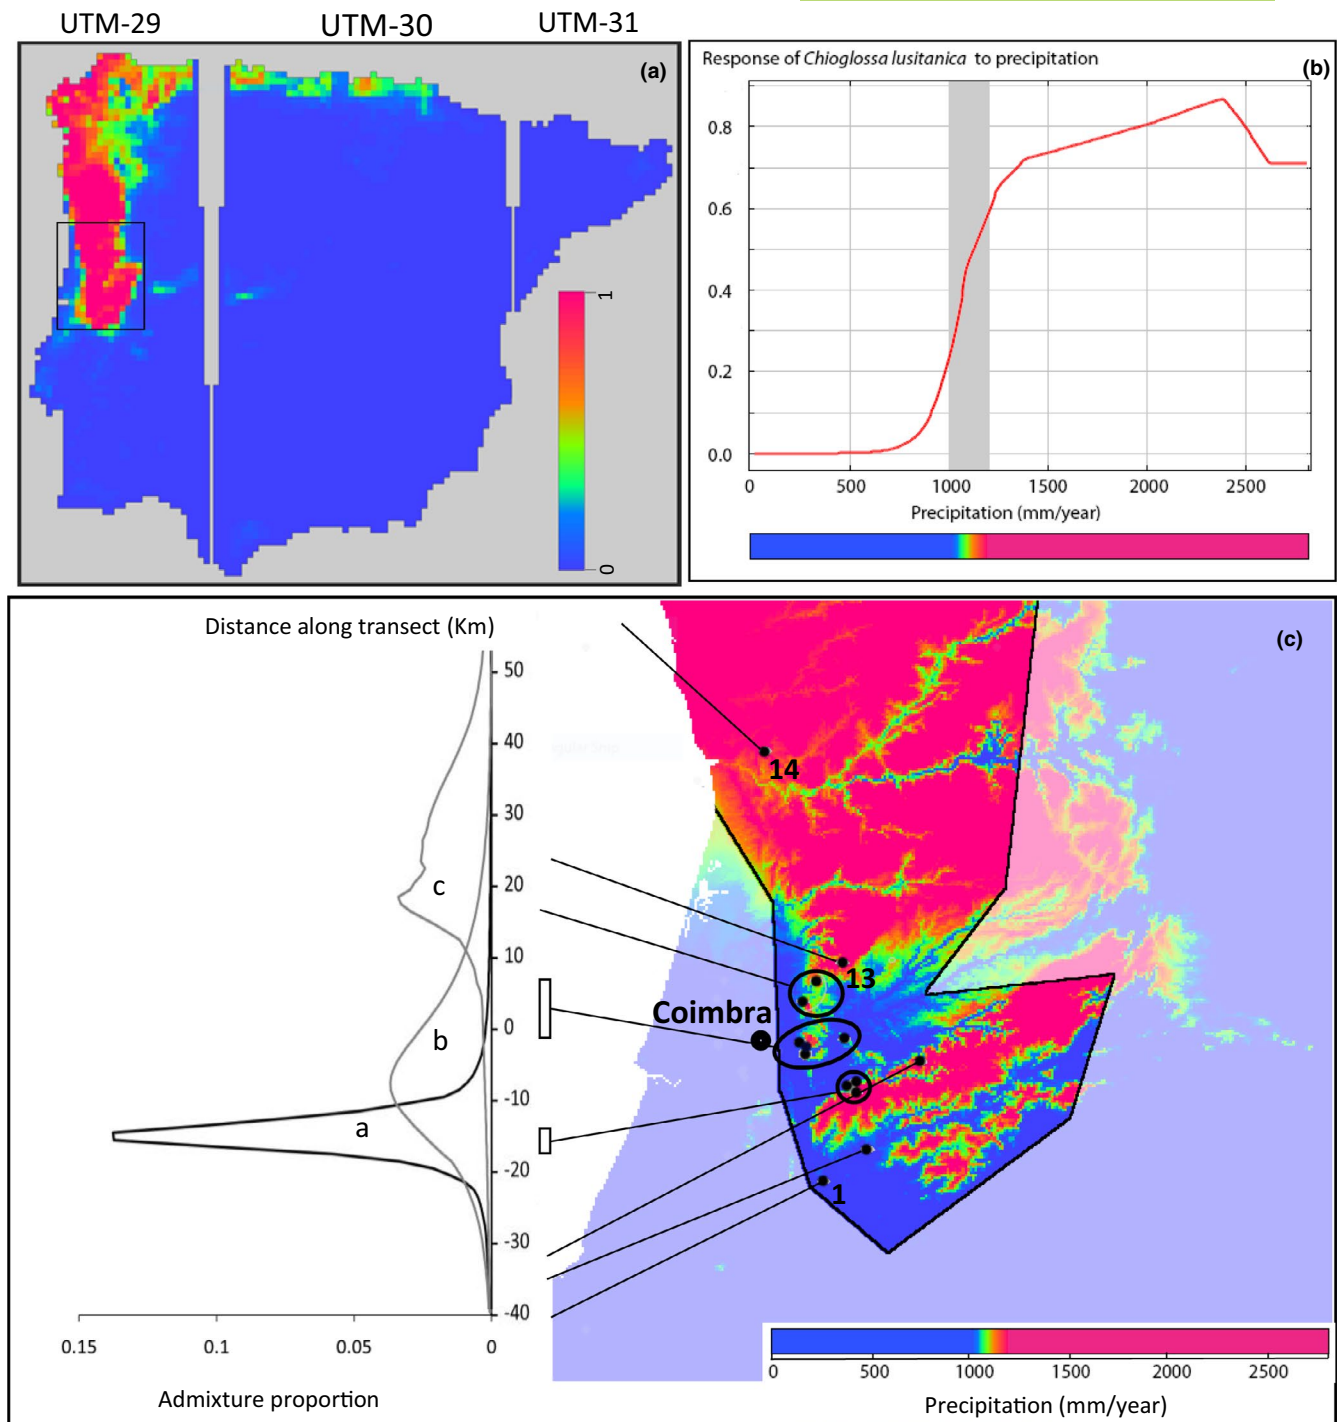 UTM-29 UTM-30 UTM-31
(a)
1
0
Response of Chioglossa lusitanica to precipitation
(b)
0.8
0.6
0.4
0.2
0.0
0 500 1000 1500 2000 2500
Precipitation (mm/year)
Distance along transect (Km)
(c)
50
40
30
20
10
0
-10
-20
-30
-40
c
b
a
0.15 0.1 0.05 0
Admixture proportion
14
13
Coimbra
1
0 500 1000 1500 2000 2500
Precipitation (mm/year)